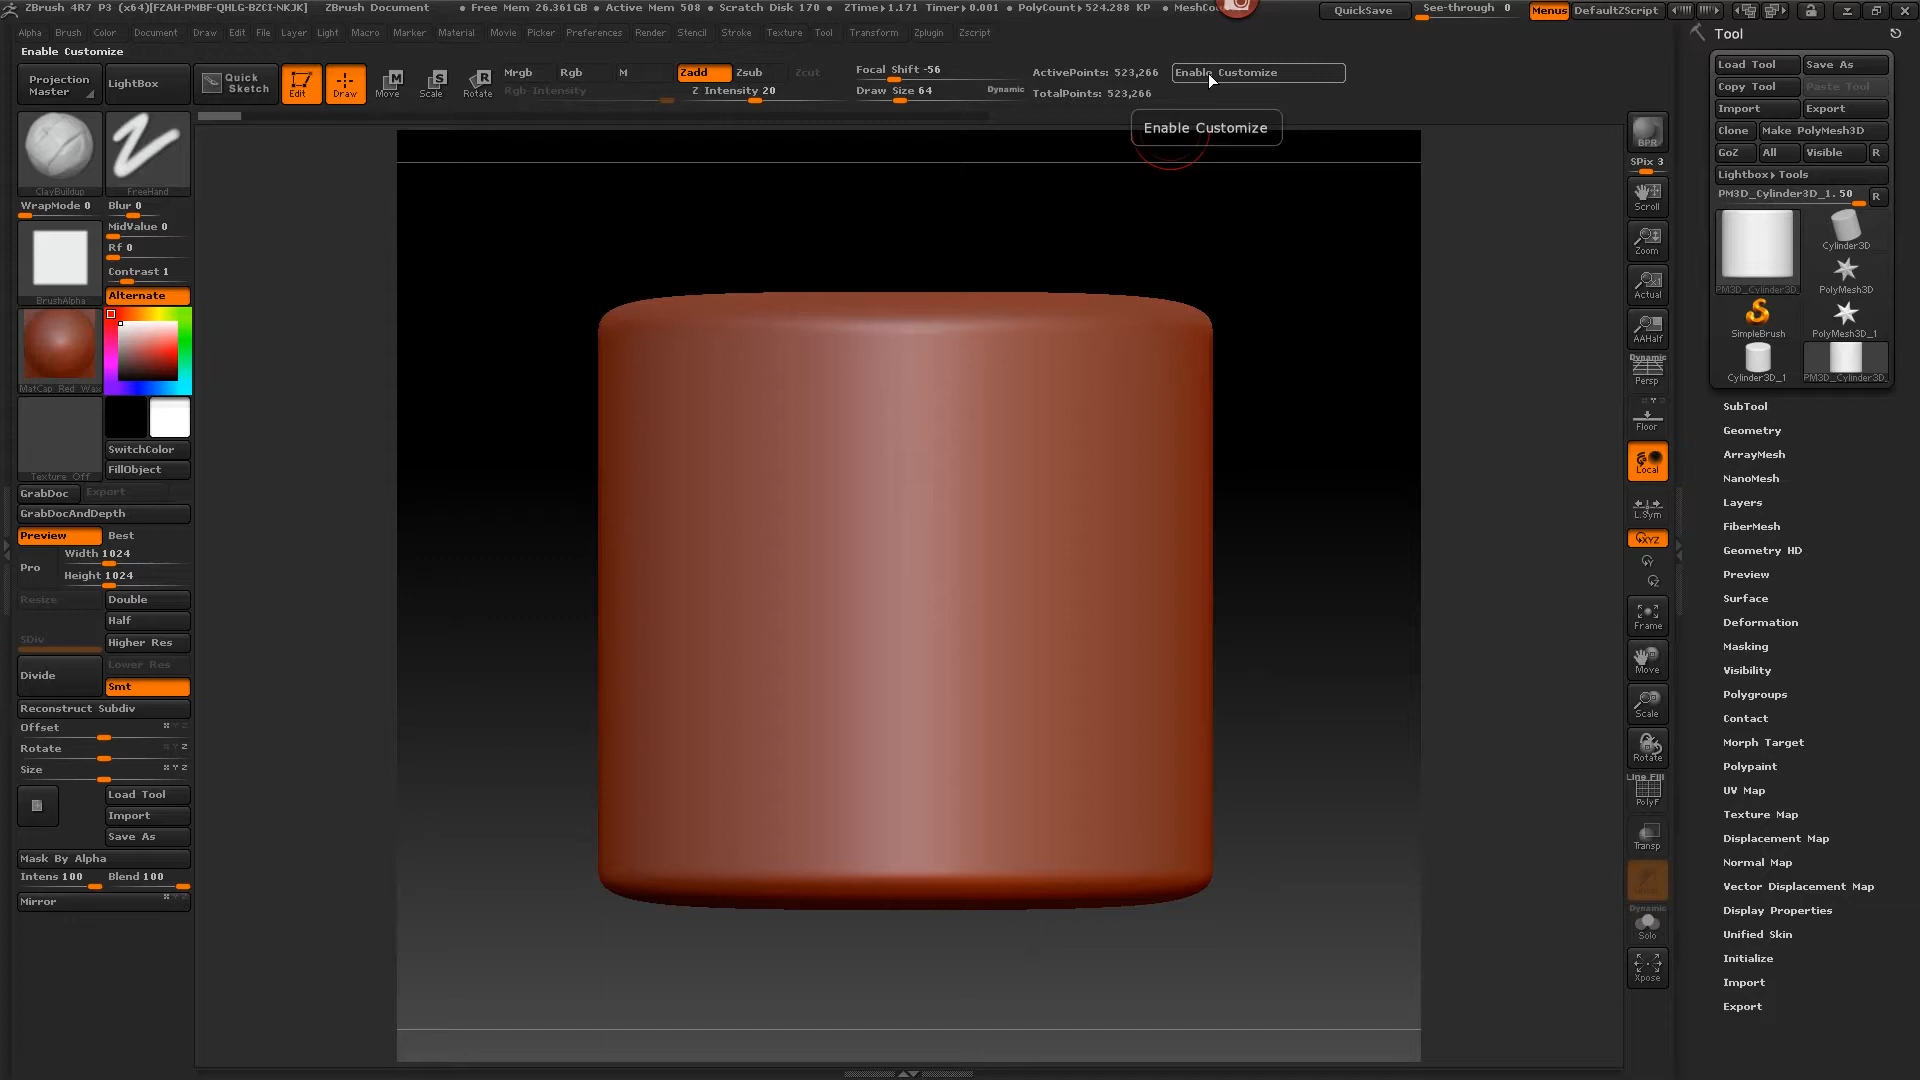 ZBrush 4R7 P3 (x64)[FZAH-PMBF-QHLG-BZCI-NKJK] ZBrush Document • Free Mem 26.361GB • Active Mem 508 • Scratch Disk 170 • ZTime▸1.171 Timer▸0.001 • PolyCount▸524.288 KP • MeshCo QuickSave See-through 0 Menus DefaultZScript
Alpha Brush Color Document Draw Edit File Layer Light Macro Marker Material Movie Picker Preferences Render Stencil Stroke Texture Tool Transform Zplugin Zscript
Enable Customize
Projection Master
LightBox
Quick Sketch
Edit
Draw
Move
Scale
Rotate
Mrgb Rgb M
Rgb Intensity
Zadd Zsub Zcut
Z Intensity 20
Focal Shift -56
Draw Size 64
Dynamic
ActivePoints: 523,266
TotalPoints: 523,266
Enable Customize
Enable Customize
ClayBuildup
FreeHand
WrapMode 0
Blur 0
MidValue 0
Rf 0
Contrast 1
BrushAlpha
Alternate
MatCap Red Wax
Texture Off
SwitchColor
FillObject
GrabDoc Export
GrabDocAndDepth
Preview Best
Pro
Width 1024
Height 1024
Resize
Double
Half
SDiv
Higher Res
Lower Res
Divide
Smt
Reconstruct Subdiv
Offset
Rotate
Size
Load Tool
Import
Save As
Mask By Alpha
Intens 100 Blend 100
Mirror
BPR
SPix 3
Scroll
Zoom
Actual
AAHalf
Dynamic
Persp
Floor
Local
L.Sym
XYZ
Y
Z
Frame
Move
Scale
Rotate
Line Fill
PolyF
Transp
Dynamic
Solo
Xpose
Tool
Load Tool Save As
Copy Tool Paste Tool
Import Export
Clone Make PolyMesh3D
GoZ All Visible R
Lightbox▸Tools
PM3D_Cylinder3D_1. 50 R
PM3D_Cylinder3D_
Cylinder3D
PolyMesh3D
SimpleBrush
PolyMesh3D_1
Cylinder3D_1
PM3D_Cylinder3D_
SubTool
Geometry
ArrayMesh
NanoMesh
Layers
FiberMesh
Geometry HD
Preview
Surface
Deformation
Masking
Visibility
Polygroups
Contact
Morph Target
Polypaint
UV Map
Texture Map
Displacement Map
Normal Map
Vector Displacement Map
Display Properties
Unified Skin
Initialize
Import
Export